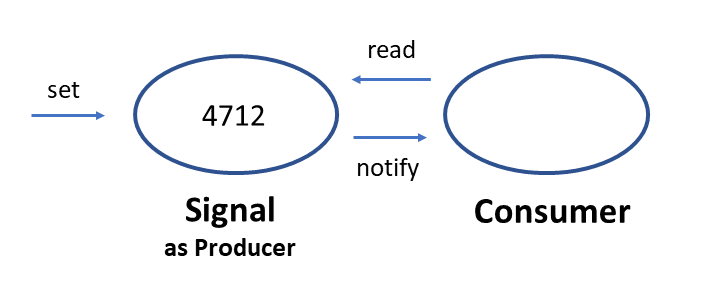 set
4712
read
notify
Signal
as Producer
Consumer